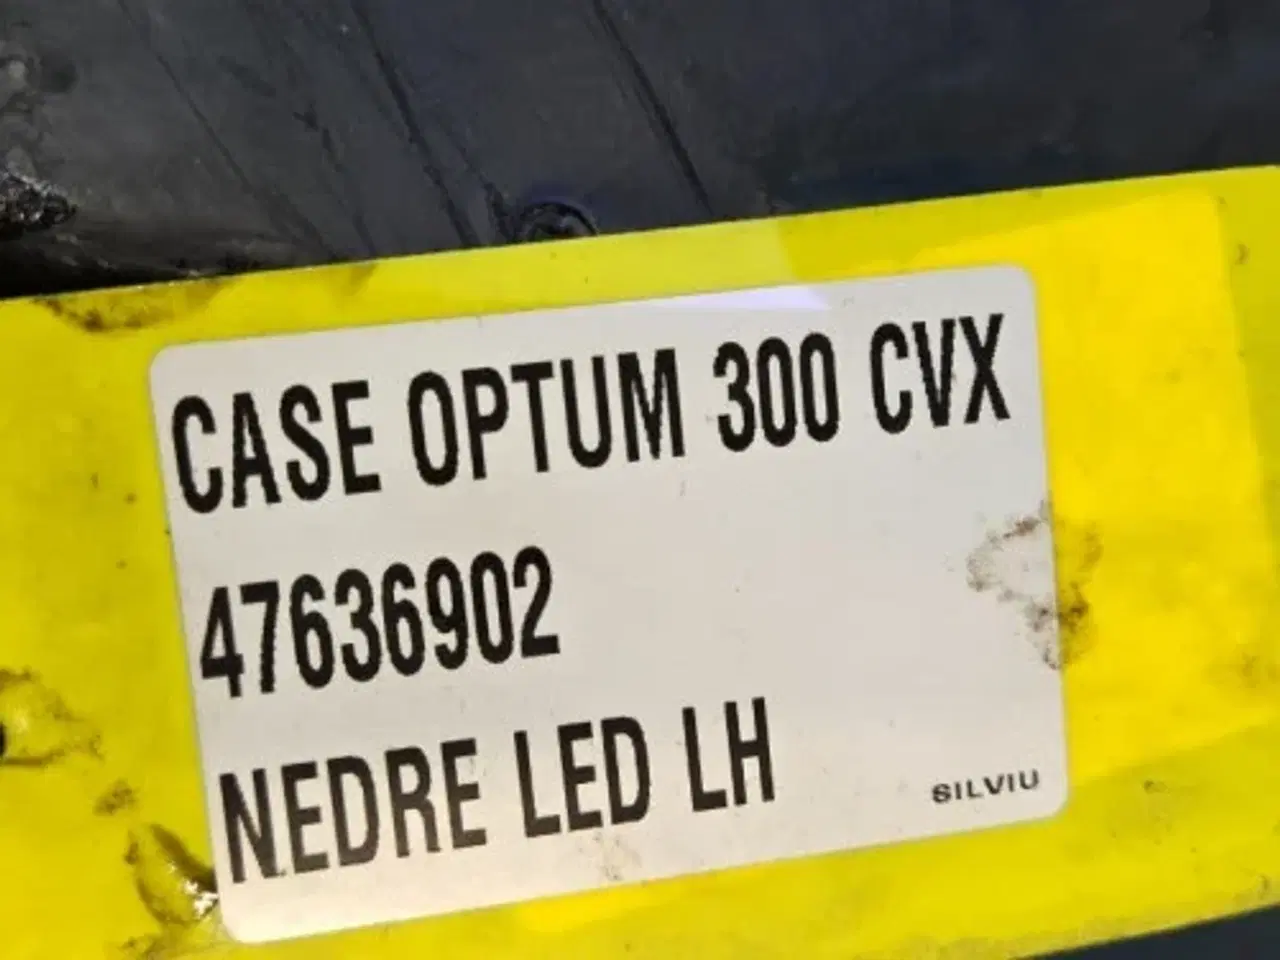 CASE OPTUM 300 CVX
47636902
NEDRE LED LH
SILVIU